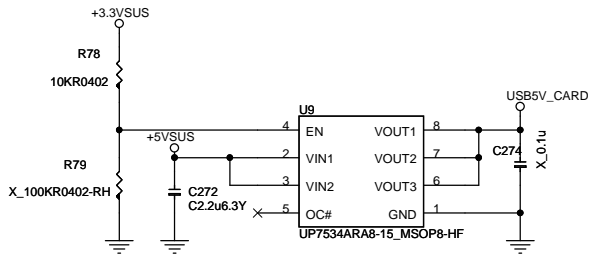 +3.3VSUS
R78
10KR0402
USB5V_CARD
U9
+5VSUS
4 EN VOUT1 8
C274
X_0.1u
2 VIN1 VOUT2 7
R79
X_100KR0402-RH
3 VIN2 VOUT3 6
C272
C2.2u6.3Y
5 OC# GND 1
UP7534ARA8-15_MSOP8-HF